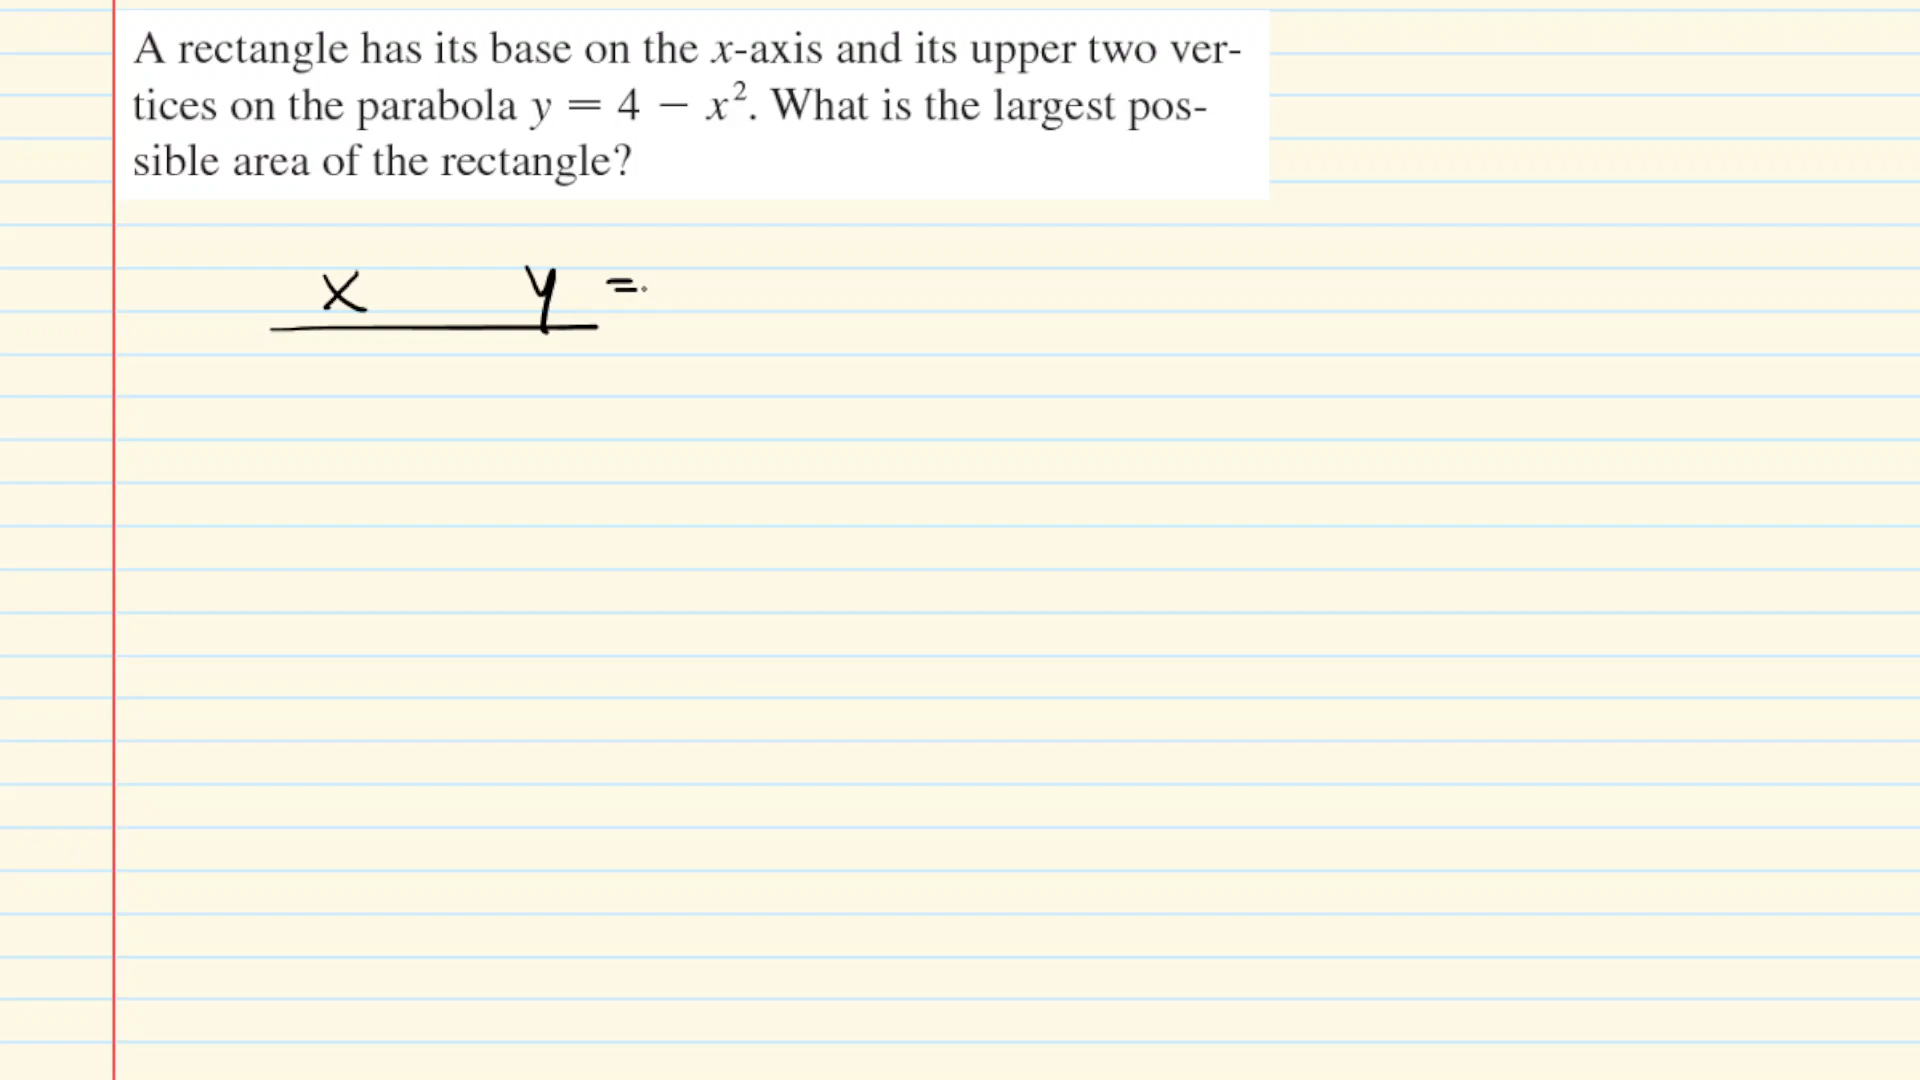 A rectangle has its base on the x-axis and its upper two ver-
tices on the parabola y = 4 − x². What is the largest pos-
sible area of the rectangle?
x y =